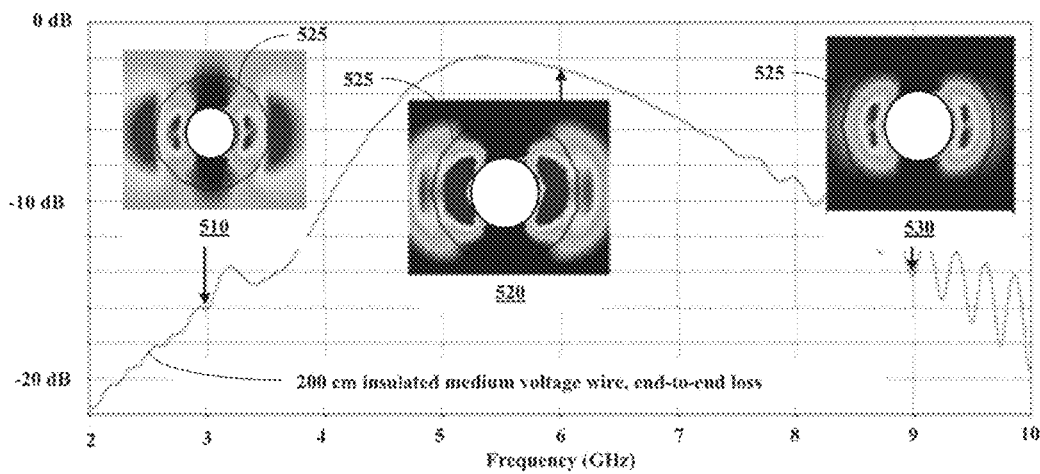 0 dB
525
525
525
-10 dB
510
520
530
-20 dB
200 cm insulated medium voltage wire, end-to-end loss
2 3 4 5 6 7 8 9 10
Frequency (GHz)